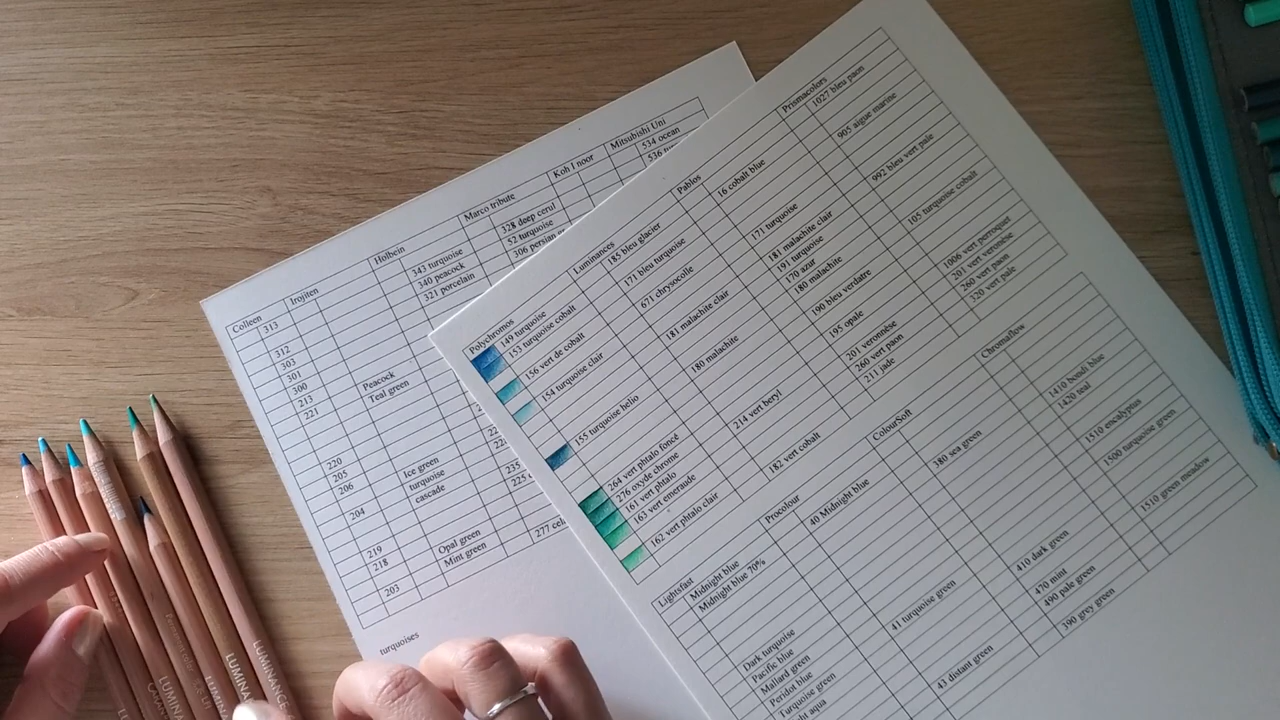 Colleen
313
312
303
301
300
213
221
220
205
206
204
219
218
203
Irojiten
Peacock
Teal green
Ice green
turquoise
cascade
Opal green
Mint green
Holbein
343 turquoise
340 peacock
321 porcelain
235
225
277
Marco tribute
328 deep cerul
52 turquoise
306 persian
Koh I noor
Mitsubishi Uni
534 ocean
536
turquoises
Polychromos
149 turquoise
153 turquoise cobalt
156 vert de cobalt
154 turquoise clair
155 turquoise helio
264 vert phtalo foncé
276 oxyde chrome
161 vert phtalo
163 vert emeraude
162 vert phtalo clair
Luminances
185 bleu glacier
171 bleu turquoise
671 chrysocolle
181 malachite clair
180 malachite
214 vert beryl
182 vert cobalt
Pablos
16 cobalt blue
171 turquoise
181 malachite clair
191 turquoise
170 azur
180 malachite
190 bleu verdatre
195 opale
201 veronnèse
260 vert paon
211 jade
Prismacolors
1027 bleu paon
905 aigue marine
992 bleu vert pale
105 turquoise cobalt
1006 vert perroquet
201 vert veronèse
260 vert paon
320 vert pale
Lightsfast
Midnight blue
Midnight blue 70%
Dark turquoise
Pacific blue
Mallard green
Peridot blue
Turquoise green
aqua
Procolour
40 Midnight blue
41 turquoise green
43 distant green
ColourSoft
380 sea green
410 dark green
470 mint
490 pale green
390 grey green
Chromaflow
1410 bondi blue
1420 teal
1510 eucalyptus
1500 turquoise green
1510 green meadow
LUMINANCE